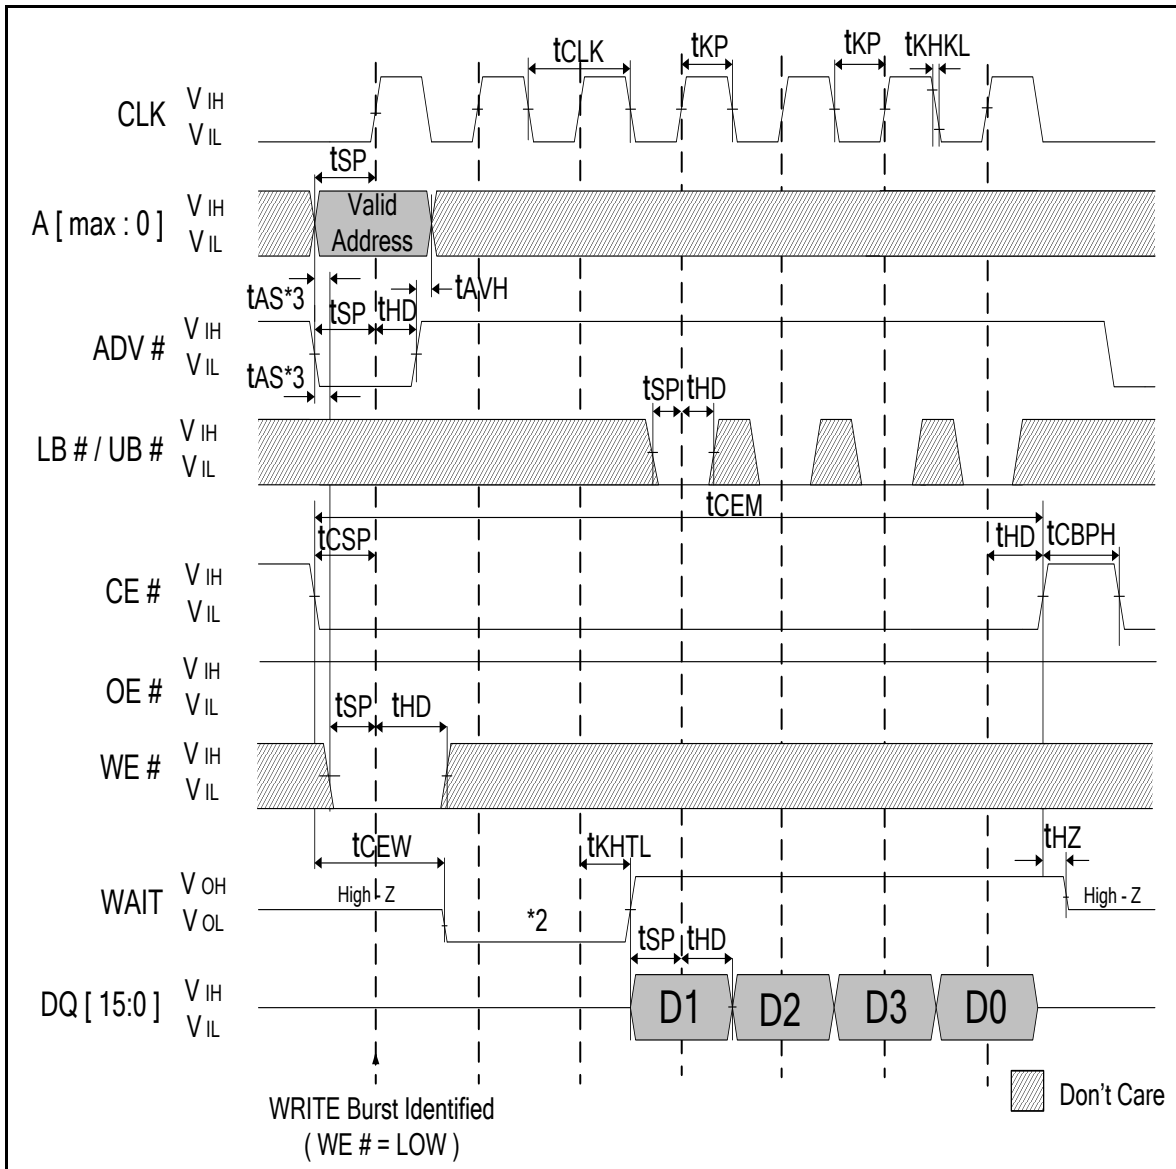 tCLK tKP tKP tKHKL
CLK V IH
V IL
tSP
A [ max : 0 ] V IH
V IL
Valid
Address
tAS*3 tSP tHD tAVH
ADV # V IH
V IL
tAS*3
tSP tHD
LB # / UB # V IH
V IL
tCEM
tCSP tHD tCBPH
CE # V IH
V IL
OE # V IH
V IL
tSP tHD
WE # V IH
V IL
tCEW tKHTL tHZ
WAIT V OH
V OL
High - Z *2 High - Z
tSP tHD
DQ [ 15:0 ] V IH
V IL
D1 D2 D3 D0
Don't Care
WRITE Burst Identified
( WE # = LOW )